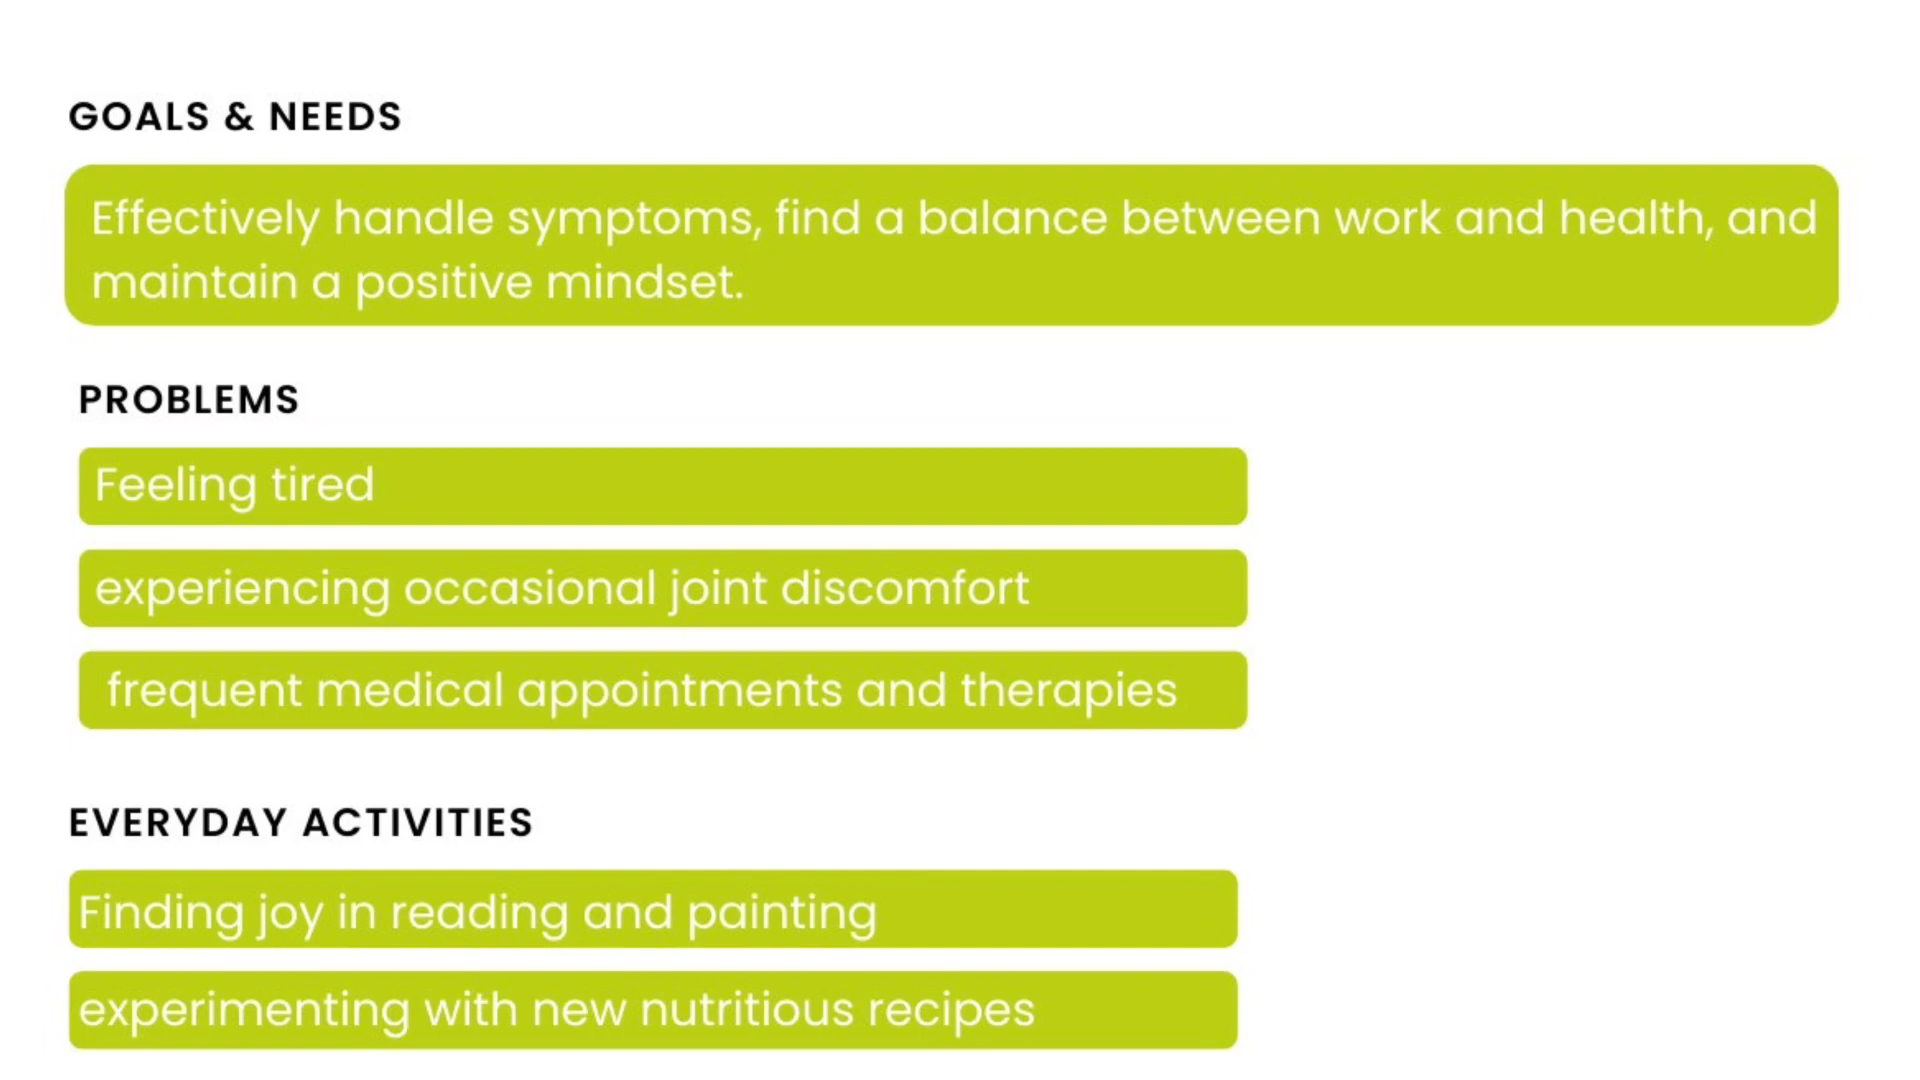 GOALS & NEEDS
Effectively handle symptoms, find a balance between work and health, and
maintain a positive mindset.
PROBLEMS
Feeling tired
experiencing occasional joint discomfort
frequent medical appointments and therapies
EVERYDAY ACTIVITIES
Finding joy in reading and painting
experimenting with new nutritious recipes